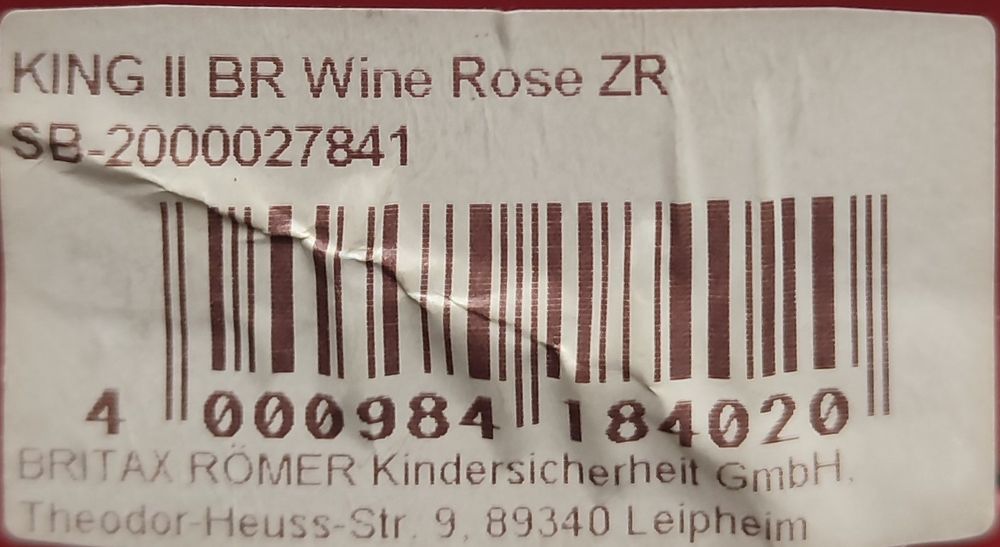 KING II BR Wine Rose ZR
SB-2000027841
4 000984 184020
BRITAX RÖMER Kindersicherheit GmbH.
Theodor-Heuss-Str. 9, 89340 Leipheim